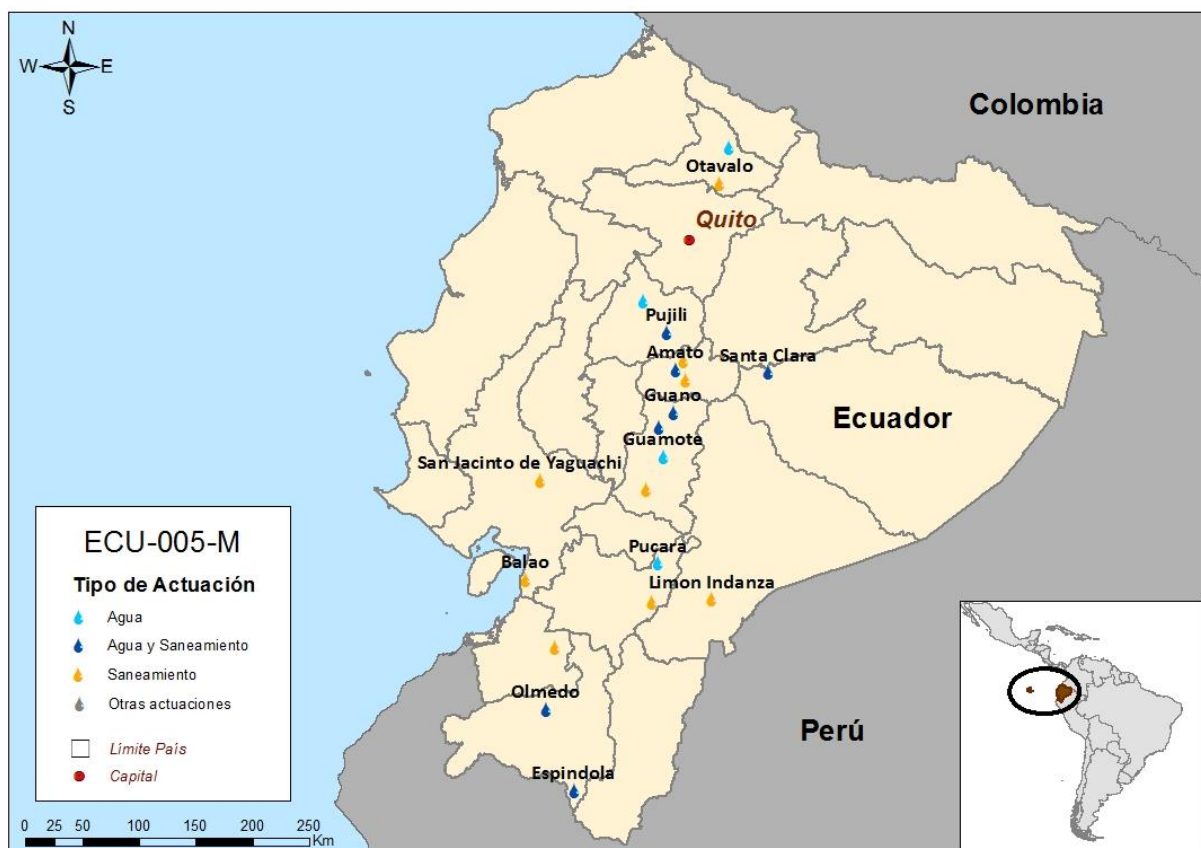 N
W
E
S
Colombia
Otavalo
Quito
Pujili
Amato
Santa Clara
Guano
Ecuador
Guamote
San Jacinto de Yaguachi
Pucara
Balao
Limon Indanza
Olmedo
Perú
Espindola
ECU-005-M
Tipo de Actuación
Agua
Agua y Saneamiento
Saneamiento
Otras actuaciones
Límite País
Capital
0 25 50 100 150 200 250
Km